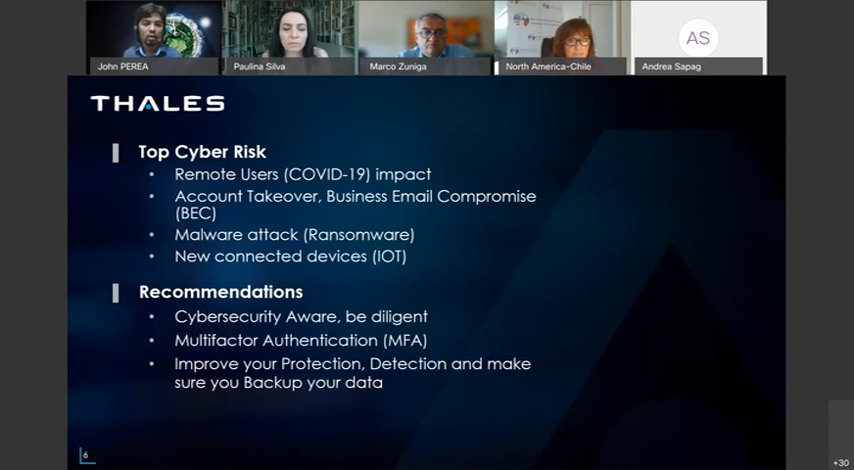 John PEREA
Paulina Silva
Marco Zuniga
North America-Chile
AS
Andrea Sapag
THALES
Top Cyber Risk
• Remote Users (COVID-19) impact
• Account Takeover, Business Email Compromise
(BEC)
• Malware attack (Ransomware)
• New connected devices (IOT)
Recommendations
• Cybersecurity Aware, be diligent
• Multifactor Authentication (MFA)
• Improve your Protection, Detection and make
sure you Backup your data
6
+30